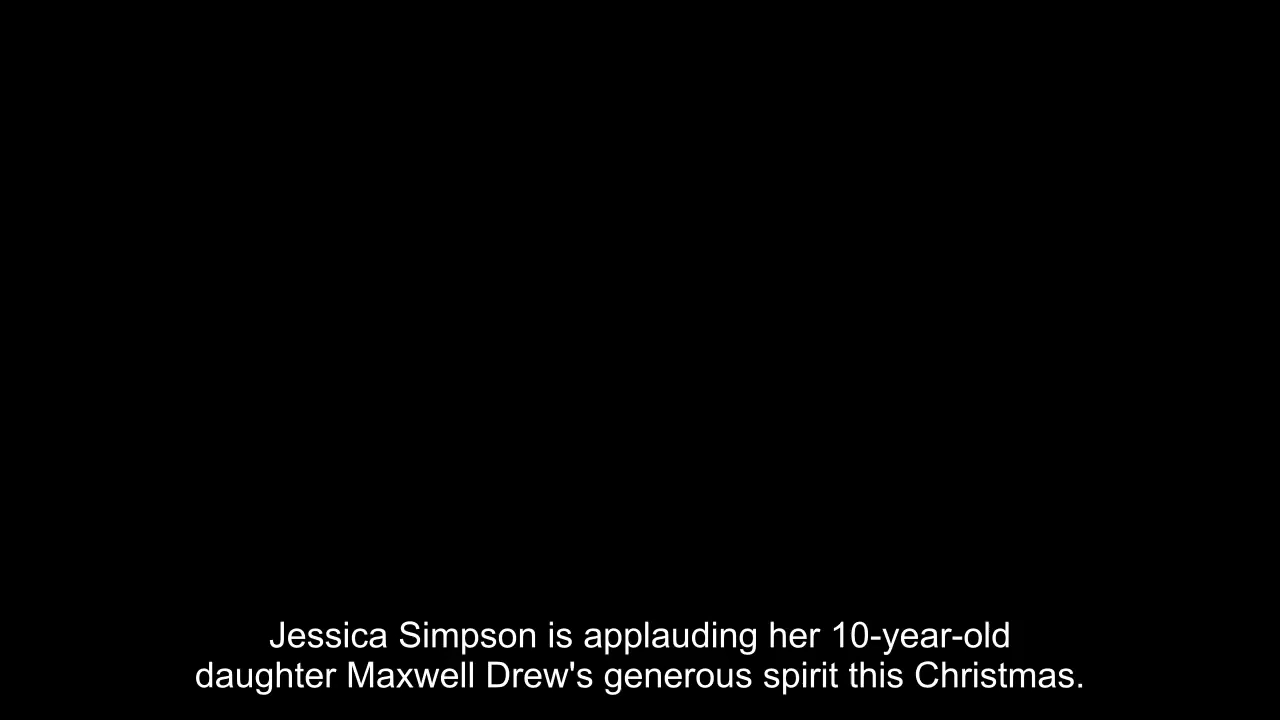 Jessica Simpson is applauding her 10-year-old
daughter Maxwell Drew's generous spirit this Christmas.